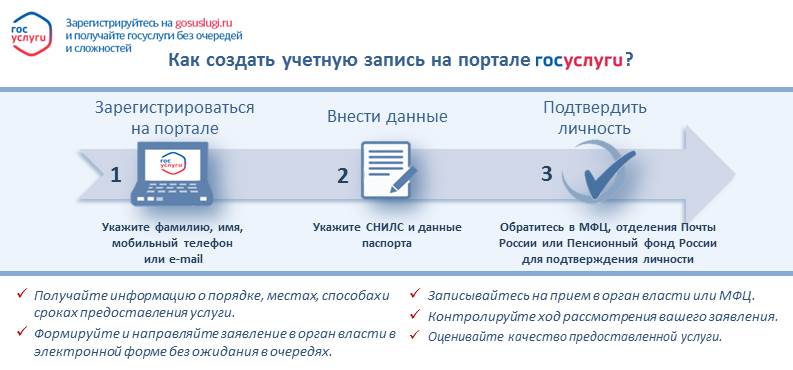 гос
услуги
Зарегистрируйтесь на gosuslugi.ru
и получайте госуслуги без очередей
и сложностей
Как создать учетную запись на портале госуслуги?
Зарегистрироваться
на портале
1
гос
услуги
Укажите фамилию, имя,
мобильный телефон
или e-mail
Внести данные
2
Укажите СНИЛС и данные
паспорта
Подтвердить
личность
3
Обратитесь в МФЦ, отделения Почты
России или Пенсионный фонд России
для подтверждения личности
Получайте информацию о порядке, местах, способах и
сроках предоставления услуги.
Формируйте и направляйте заявление в орган власти в
электронной форме без ожидания в очередях.
Записывайтесь на прием в орган власти или МФЦ.
Контролируйте ход рассмотрения вашего заявления.
Оценивайте качество предоставленной услуги.